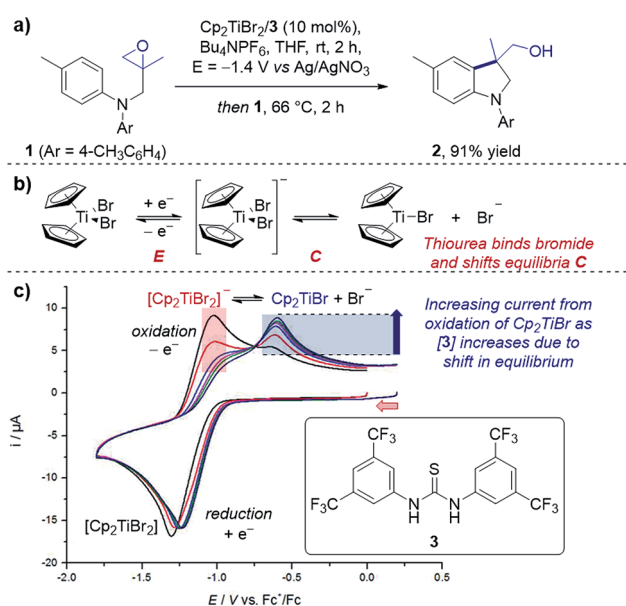 a)
Cp2TiBr2/3 (10 mol%),
Bu4NPF6, THF, rt, 2 h,
E = −1.4 V vs Ag/AgNO3
then 1, 66 °C, 2 h
O
N
Ar
OH
N
Ar
1 (Ar = 4-CH3C6H4)
2, 91% yield
b)
Ti
Br
Br
+ e−
− e−
E
Ti
Br
Br
−
C
Ti−Br + Br−
Thiourea binds bromide
and shifts equilibria C
c)
[Cp2TiBr2]− ⇌ Cp2TiBr + Br−
oxidation
− e−
Increasing current from
oxidation of Cp2TiBr as
[3] increases due to
shift in equilibrium
[Cp2TiBr2]
reduction
+ e−
CF3
CF3
S
F3C
N
H
N
H
CF3
3
i / µA
10
5
0
-5
-10
-15
-20
-2.0 -1.5 -1.0 -0.5 0.0 0.5
E / V vs. Fc+/Fc